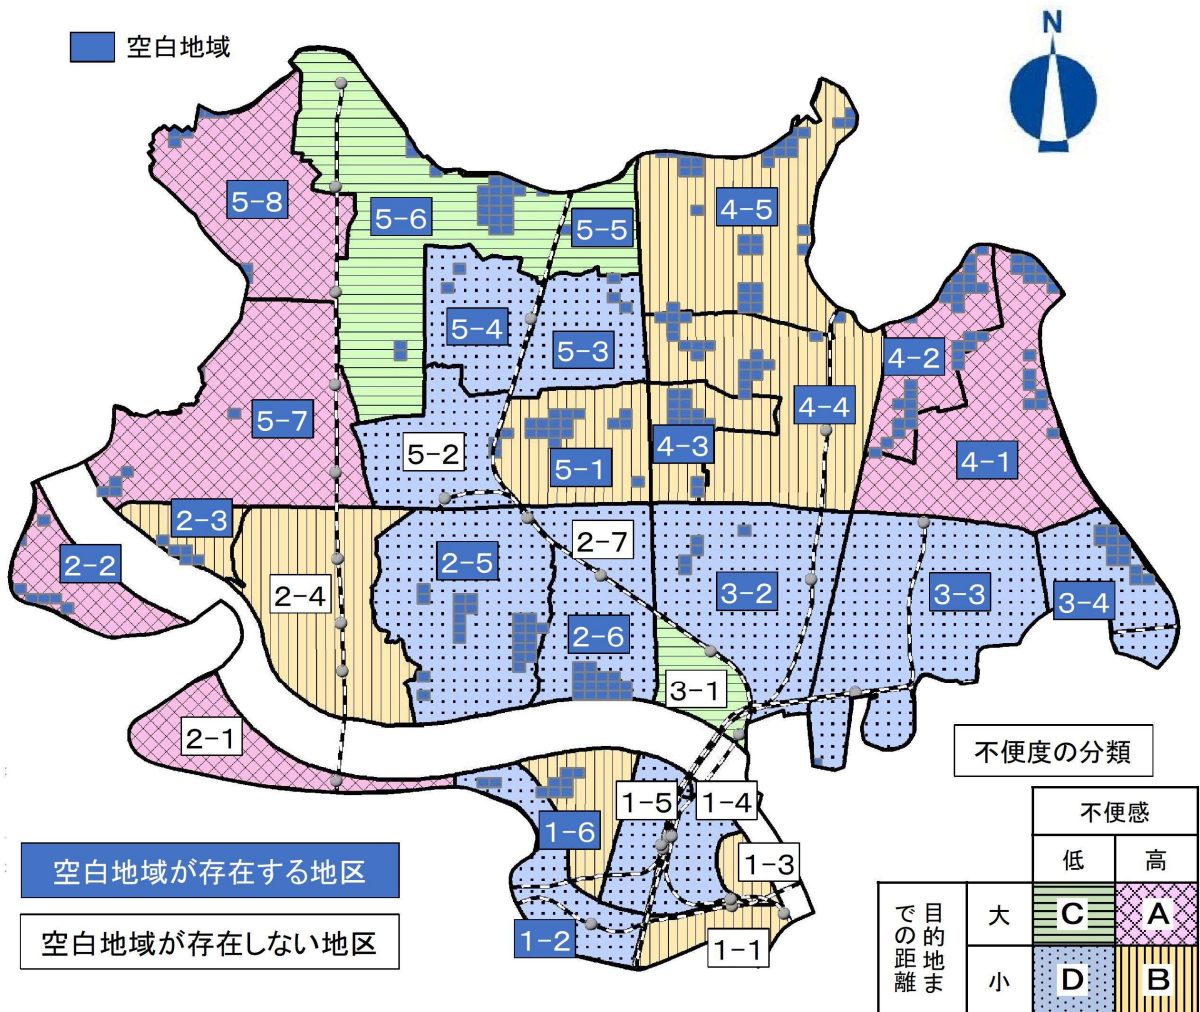 N
空白地域
5-8
5-6
5-5
4-5
5-4
5-3
4-2
4-4
5-7
5-2
5-1
4-3
4-1
2-3
2-2
2-5
2-7
2-4
3-2
3-3
3-4
2-6
3-1
2-1
1-5
1-4
1-6
1-3
1-2
1-1
空白地域が存在する地区
空白地域が存在しない地区
不便度の分類
不便感
低
高
目的地ま
での距離
大
C
A
小
D
B